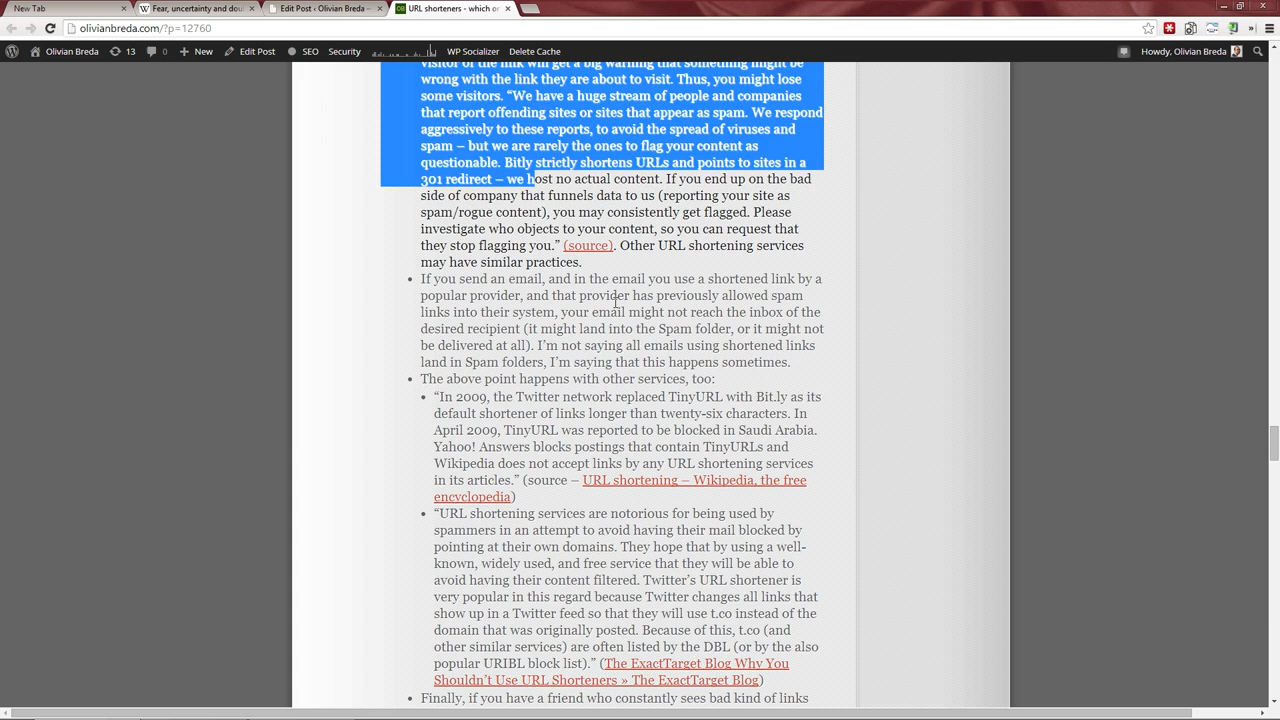 New Tab
Fear, uncertainty and dou
Edit Post ‹ Olivian Breda —
URL shorteners - which or
olivianbreda.com/?p=12760
Olivian Breda 13 0 New Edit Post SEO Security WP Socializer Delete Cache Howdy, Olivian Breda
visitor of the link will get a big warning that something might be
wrong with the link they are about to visit. Thus, you might lose
some visitors. “We have a huge stream of people and companies
that report offending sites or sites that appear as spam. We respond
aggressively to these reports, to avoid the spread of viruses and
spam – but we are rarely the ones to flag your content as
questionable. Bitly strictly shortens URLs and points to sites in a
301 redirect – we host no actual content. If you end up on the bad
side of company that funnels data to us (reporting your site as
spam/rogue content), you may consistently get flagged. Please
investigate who objects to your content, so you can request that
they stop flagging you.” (source). Other URL shortening services
may have similar practices.
• If you send an email, and in the email you use a shortened link by a
popular provider, and that provider has previously allowed spam
links into their system, your email might not reach the inbox of the
desired recipient (it might land into the Spam folder, or it might not
be delivered at all). I’m not saying all emails using shortened links
land in Spam folders, I’m saying that this happens sometimes.
• The above point happens with other services, too:
• “In 2009, the Twitter network replaced TinyURL with Bit.ly as its
default shortener of links longer than twenty-six characters. In
April 2009, TinyURL was reported to be blocked in Saudi Arabia.
Yahoo! Answers blocks postings that contain TinyURLs and
Wikipedia does not accept links by any URL shortening services
in its articles.” (source – URL shortening – Wikipedia, the free
encyclopedia)
• “URL shortening services are notorious for being used by
spammers in an attempt to avoid having their mail blocked by
pointing at their own domains. They hope that by using a well-
known, widely used, and free service that they will be able to
avoid having their content filtered. Twitter’s URL shortener is
very popular in this regard because Twitter changes all links that
show up in a Twitter feed so that they will use t.co instead of the
domain that was originally posted. Because of this, t.co (and
other similar services) are often listed by the DBL (or by the also
popular URIBL block list).” (The ExactTarget Blog Why You
Shouldn’t Use URL Shorteners » The ExactTarget Blog)
• Finally, if you have a friend who constantly sees bad kind of links